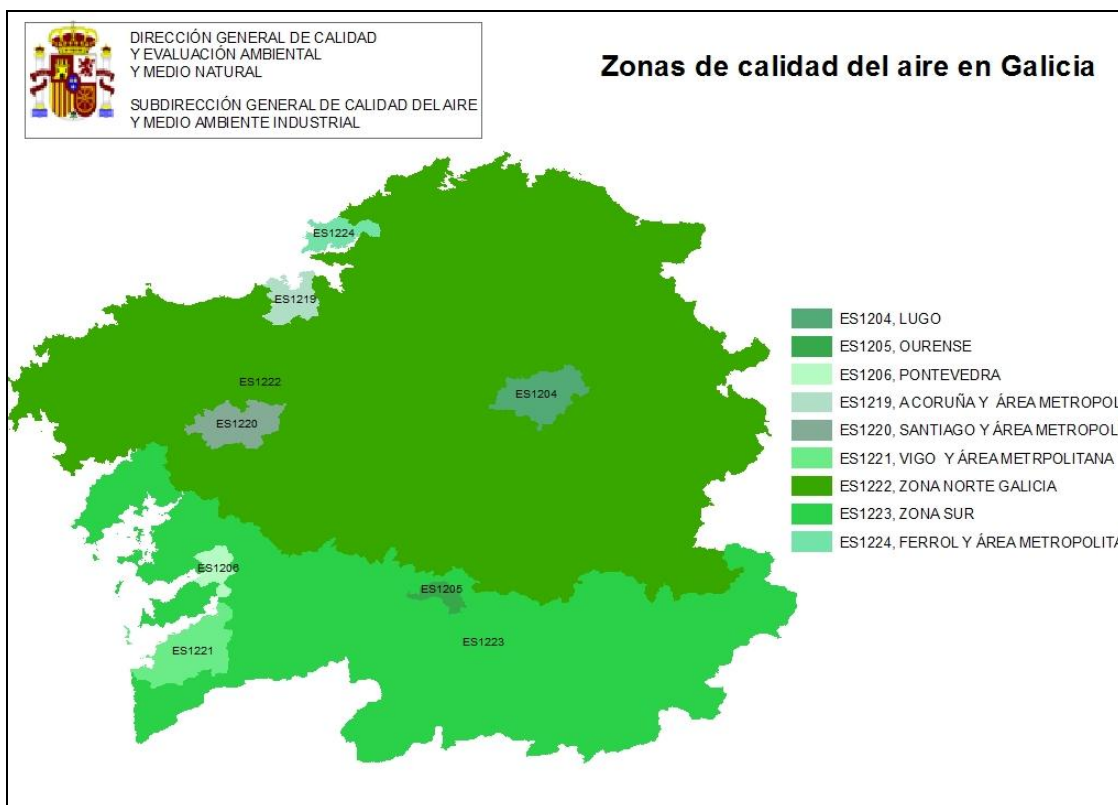 DIRECCIÓN GENERAL DE CALIDAD
Y EVALUACIÓN AMBIENTAL
Y MEDIO NATURAL
SUBDIRECCIÓN GENERAL DE CALIDAD DEL AIRE
Y MEDIO AMBIENTE INDUSTRIAL
Zonas de calidad del aire en Galicia
ES1224
ES1219
ES1222
ES1204
ES1220
ES1206
ES1205
ES1223
ES1221
ES1204, LUGO
ES1205, OURENSE
ES1206, PONTEVEDRA
ES1219, A CORUÑA Y ÁREA METROPOL
ES1220, SANTIAGO Y ÁREA METROPOL
ES1221, VIGO Y ÁREA METRPOLITANA
ES1222, ZONA NORTE GALICIA
ES1223, ZONA SUR
ES1224, FERROL Y ÁREA METROPOLITA